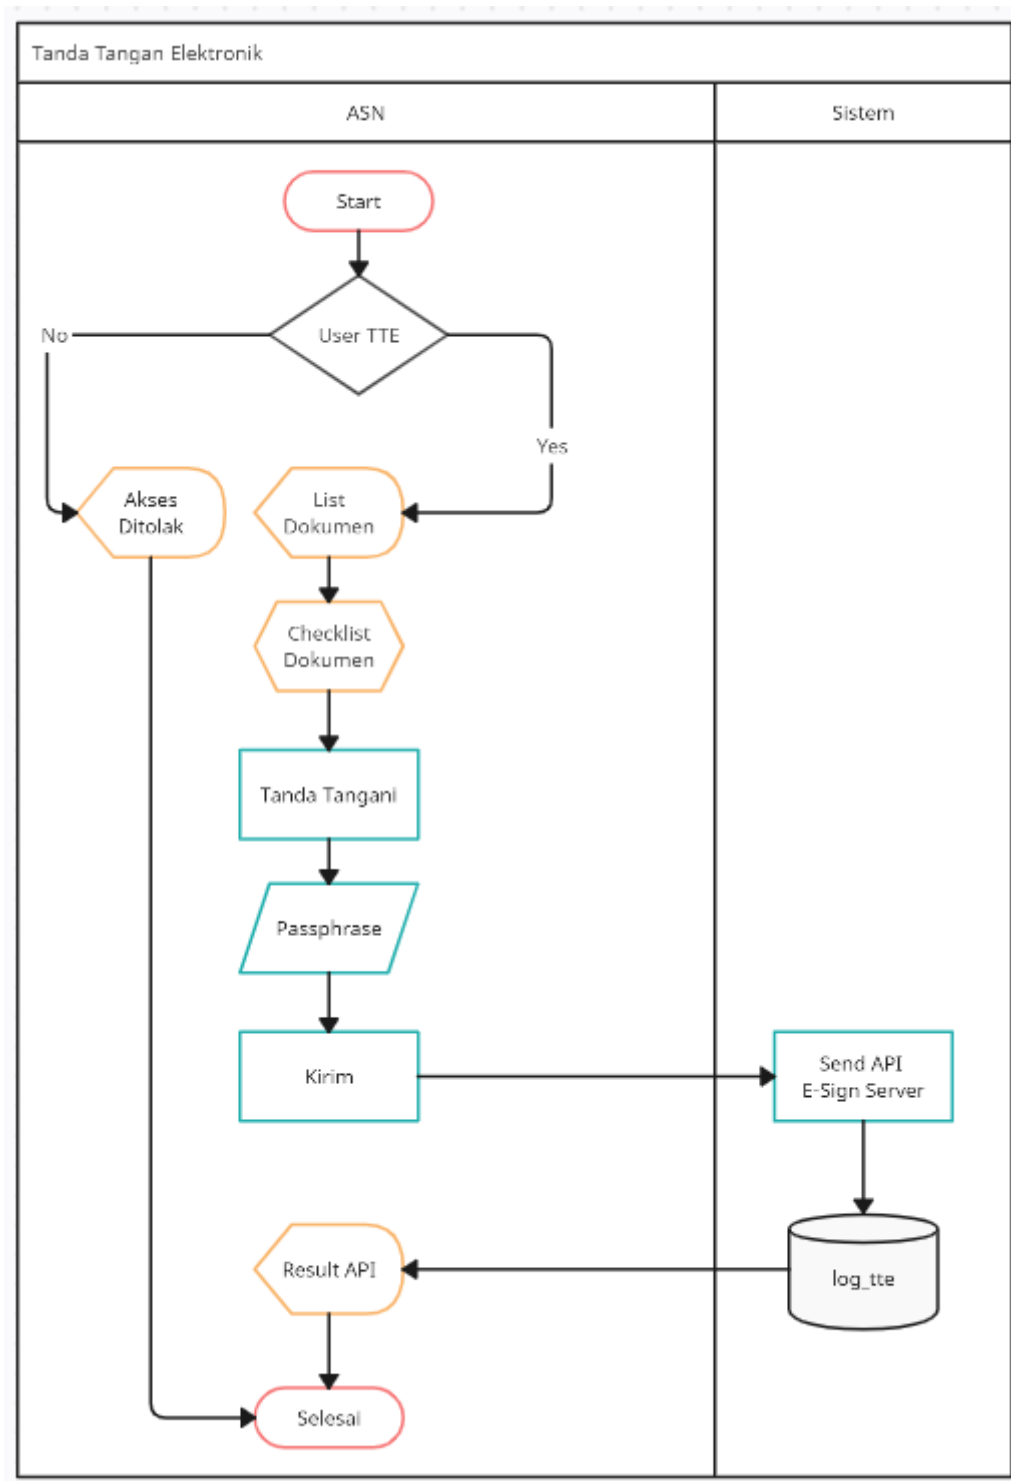 Tanda Tangan Elektronik
ASN
Sistem
Start
User TTE
No
Yes
Akses
Ditolak
List
Dokumen
Checklist
Dokumen
Tanda Tangani
Passphrase
Kirim
Send API
E-Sign Server
log_tte
Result API
Selesai